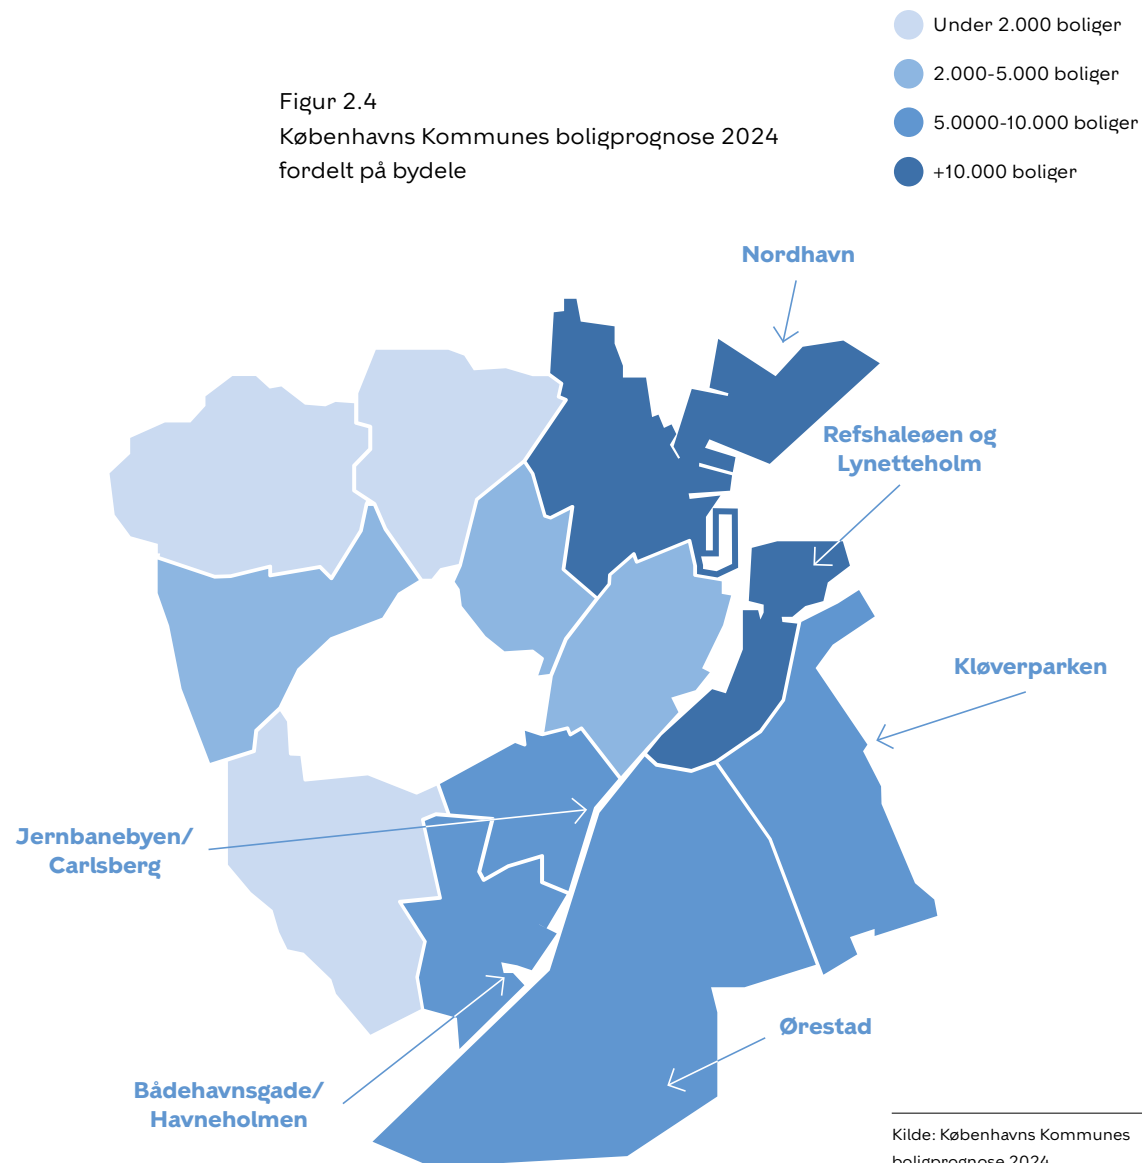 Under 2.000 boliger
2.000-5.000 boliger
5.0000-10.000 boliger
+10.000 boliger
Figur 2.4
Københavns Kommunes boligprognose 2024
fordelt på bydele
Nordhavn
Refshaleøen og
Lynetteholm
Kløverparken
Jernbanebyen/
Carlsberg
Ørestad
Bådehavnsgade/
Havneholmen
Kilde: Københavns Kommunes
boligprognose 2024